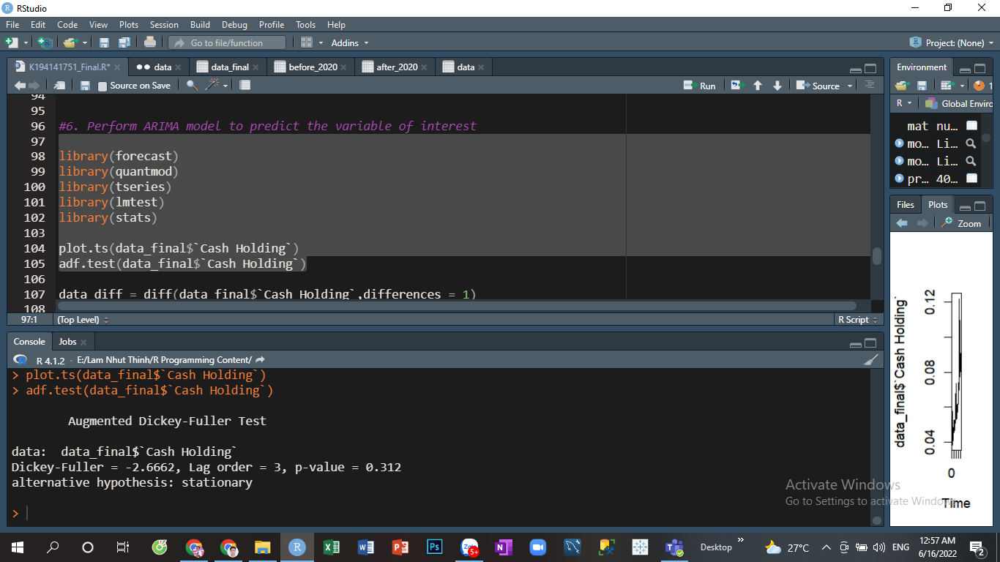 RStudio
File Edit Code View Plots Session Build Debug Profile Tools Help
Go to file/function Addins Project: (None)
K194141751_Final.R* data data_final before_2020 after_2020 data
Source on Save Run Source
94
95
96 #6. Perform ARIMA model to predict the variable of interest
97
98 library(forecast)
99 library(quantmod)
100 library(tseries)
101 library(lmtest)
102 library(stats)
103
104 plot.ts(data_final$`Cash Holding`)
105 adf.test(data_final$`Cash Holding`)
106
107 data_diff = diff(data_final$`Cash Holding`,differences = 1)
108
97:1 (Top Level) R Script
Console Jobs
R 4.1.2 · E:/Lam Nhut Thinh/R Programming Content/
> plot.ts(data_final$`Cash Holding`)
> adf.test(data_final$`Cash Holding`)
Augmented Dickey-Fuller Test
data: data_final$`Cash Holding`
Dickey-Fuller = -2.6662, Lag order = 3, p-value = 0.312
alternative hypothesis: stationary
>
Environment
1
R Global Enviro
mat nu…
mo… Li…
mo… Li…
pr… 40…
Files Plots
Zoom
data_final$`Cash Holding`
0.12
0.08
0.04
0
Time
Activate Windows
Go to Settings to activate Windows.
5+
Desktop » 27°C ENG
12:57 AM
6/16/2022
2